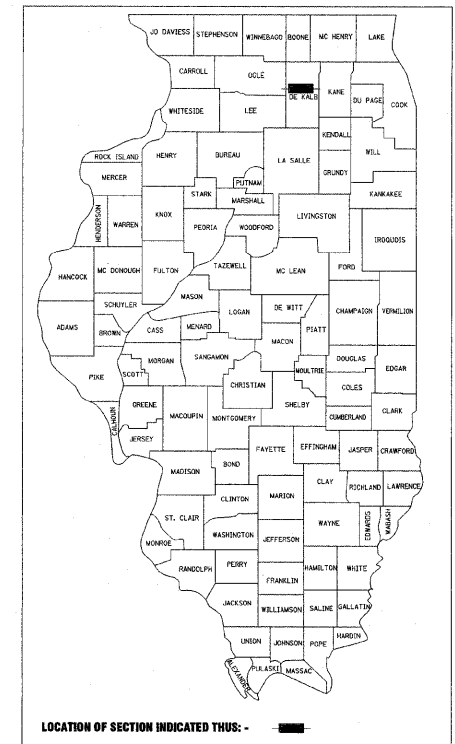 JO DAVIESS STEPHENSON WINNEBAGO BOONE MC HENRY LAKE
CARROLL OGLE DE KALB KANE COOK
DU PAGE
WHITESIDE LEE
KENDALL WILL
ROCK ISLAND HENRY BUREAU LA SALLE GRUNDY
MERCER PUTNAM
STARK MARSHALL KANKAKEE
HENDERSON WARREN KNOX PEORIA WOODFORD LIVINGSTON IROQUOIS
HANCOCK MC DONOUGH FULTON TAZEWELL MC LEAN FORD
SCHUYLER MASON
ADAMS BROWN CASS MENARD LOGAN DE WITT PIATT CHAMPAIGN VERMILION
MACON
PIKE SCOTT MORGAN SANGAMON MOULTRIE DOUGLAS EDGAR
CHRISTIAN COLES
GREENE SHELBY
CALHOUN JERSEY MACOUPIN MONTGOMERY CUMBERLAND CLARK
FAYETTE EFFINGHAM JASPER CRAWFORD
MADISON BOND
CLAY RICHLAND LAWRENCE
CLINTON MARION
ST. CLAIR WAYNE EDWARDS WABASH
MONROE WASHINGTON JEFFERSON
RANDOLPH PERRY HAMILTON WHITE
FRANKLIN
JACKSON WILLIAMSON SALINE GALLATIN
UNION JOHNSON POPE HARDIN
ALEXANDER PULASKI MASSAC
LOCATION OF SECTION INDICATED THUS: -